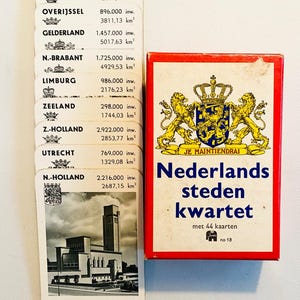 OVERIJSSEL 896.000 inw.
3811,13 km²
GELDERLAND 1.457.000 inw.
5017,63 km²
N.-BRABANT 1.725.000 inw.
4929,53 km²
LIMBURG 986.000 inw.
2176,23 km²
ZEELAND 298.000 inw.
1744,03 km²
Z.-HOLLAND 2.922.000 inw.
2853,77 km²
UTRECHT 769.000 inw.
1329,08 km²
N.-HOLLAND 2.216.000 inw.
2687,15 km²
JE MAINTIENDRAI
Nederlands
steden
kwartet
met 44 kaarten
no 13